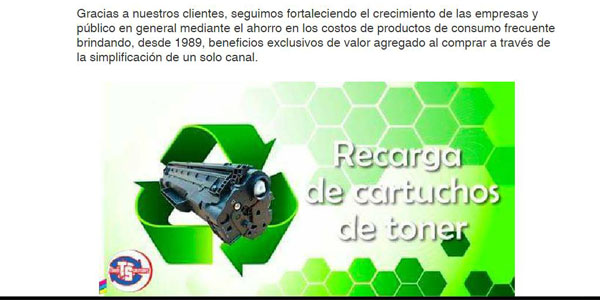 Gracias a nuestros clientes, seguimos fortaleciendo el crecimiento de las empresas y
público en general mediante el ahorro en los costos de productos de consumo frecuente
brindando, desde 1989, beneficios exclusivos de valor agregado al comprar a través de
la simplificación de un solo canal.
Recarga
de cartuchos
de toner
TS